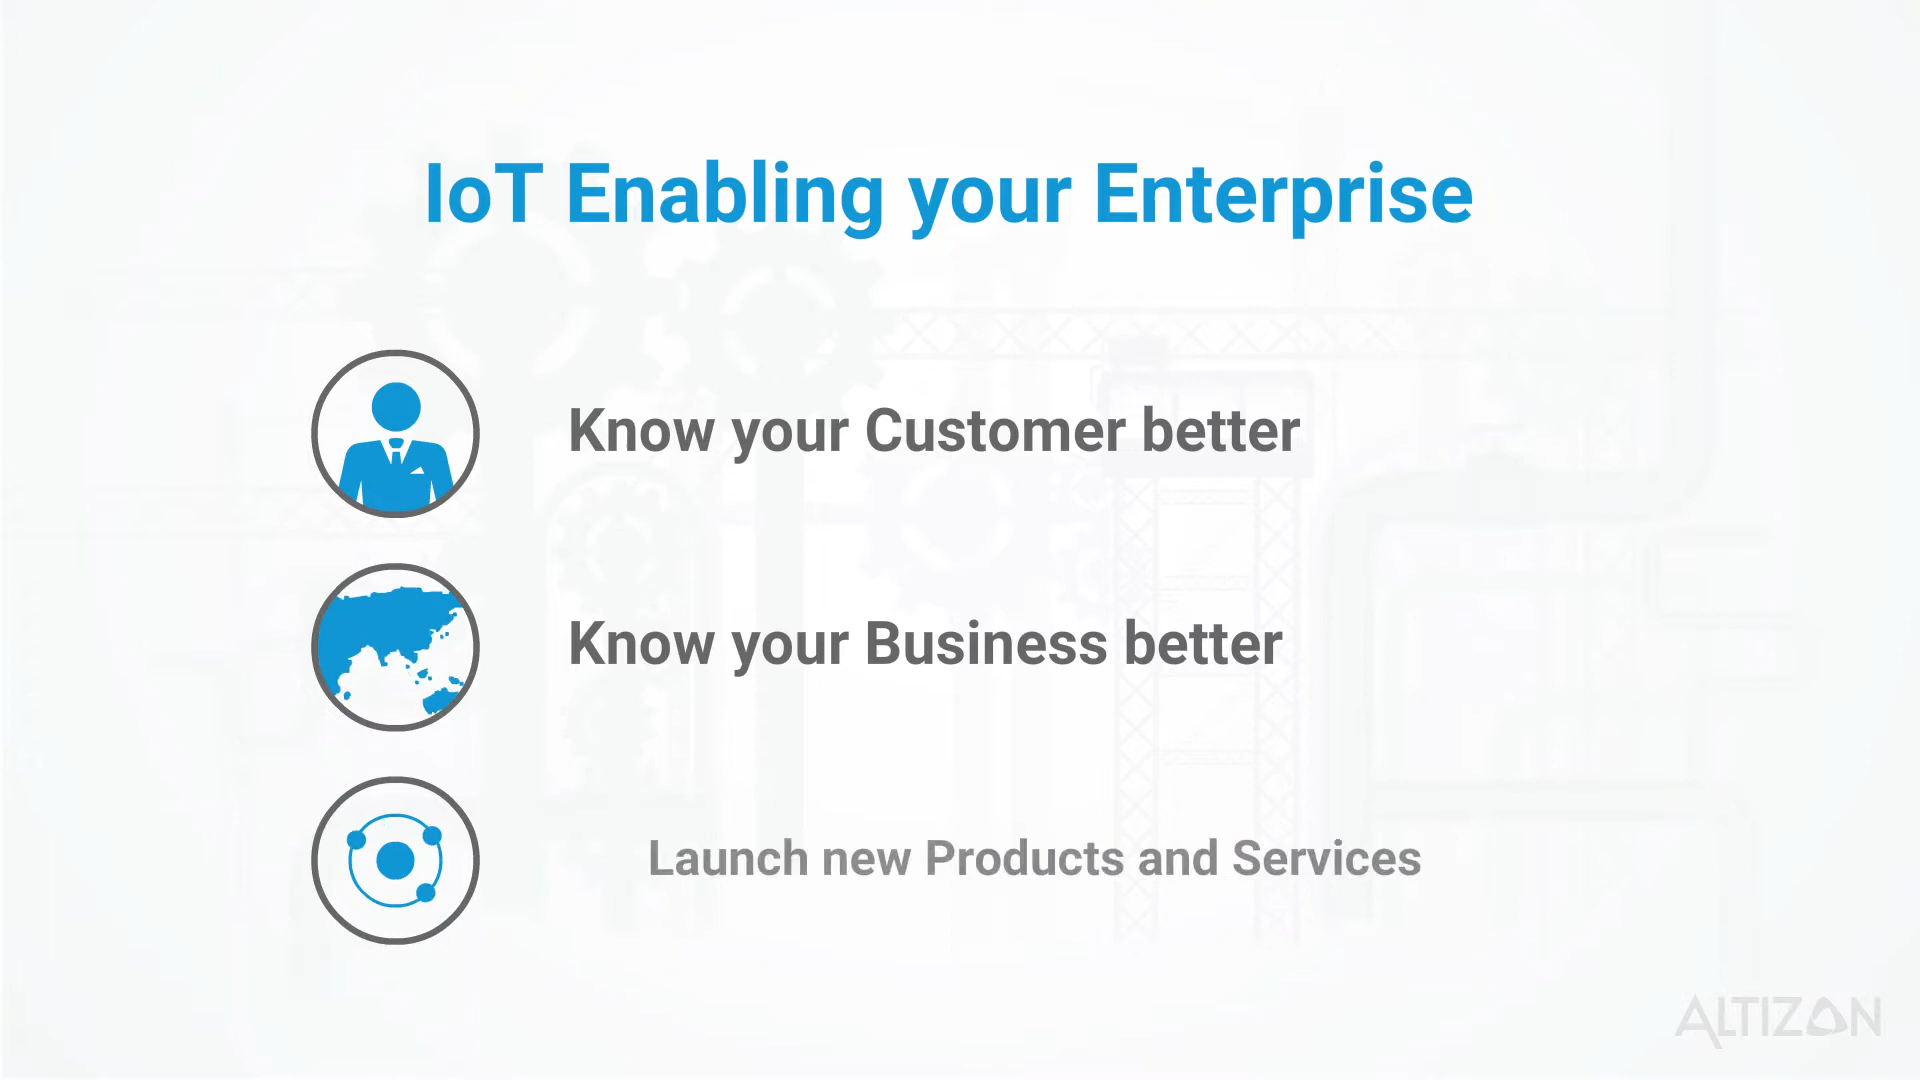 IoT Enabling your Enterprise
Know your Customer better
Know your Business better
Launch new Products and Services
ALTIZON